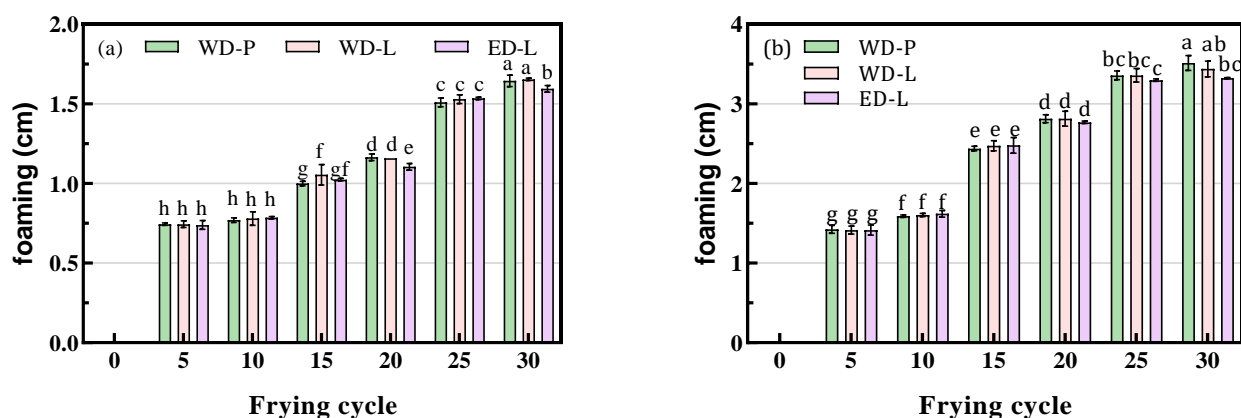 (a) WD-P WD-L ED-L
foaming (cm)
2.0
1.5
1.0
0.5
0.0
h h h
h h h
g f gf
d d e
c c c
a a b
0 5 10 15 20 25 30
Frying cycle
(b) WD-P
WD-L
ED-L
foaming (cm)
4
3
2
1
0
g g g
f f f
e e e
d d d
bc bc c
a ab bc
0 5 10 15 20 25 30
Frying cycle